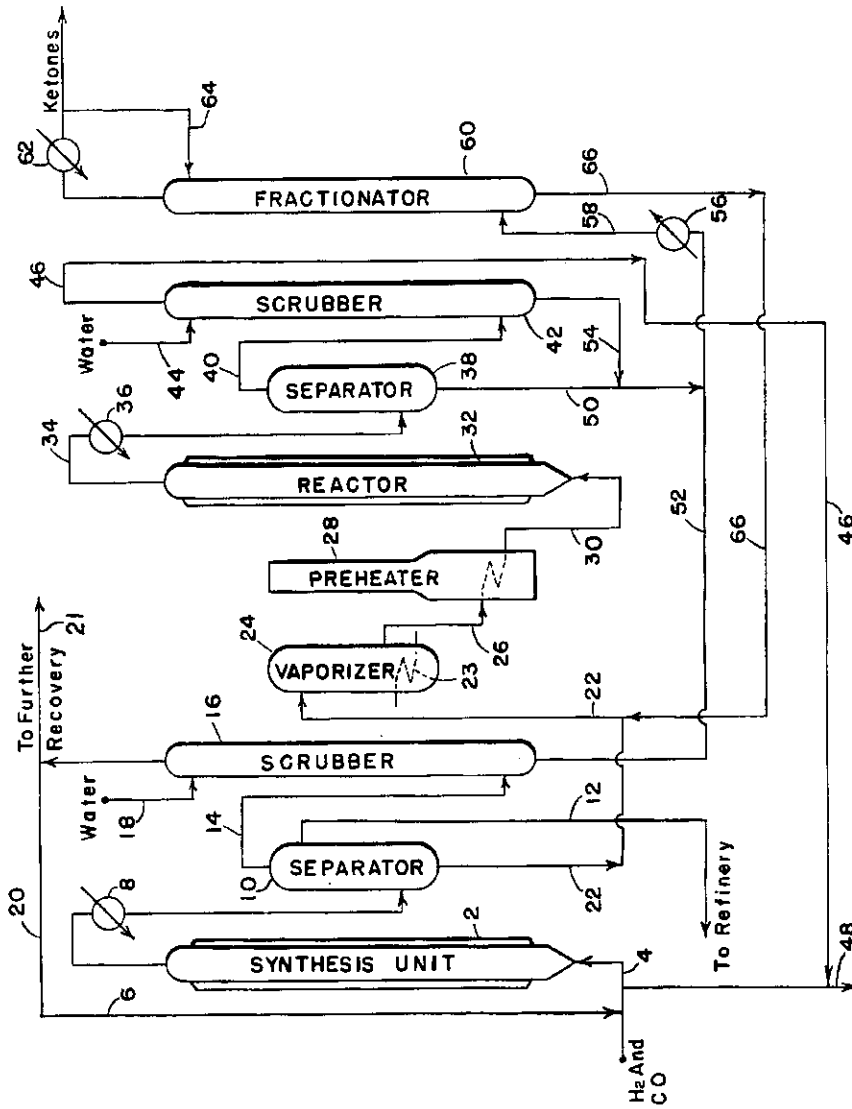 Ketones
62
64
60
FRACTIONATOR
66
58
56
46
SCRUBBER
Water
44
40
42
54
38
SEPARATOR
50
36
34
32
REACTOR
52
66
46
28
PREHEATER
30
To Further
Recovery
21
24
VAPORIZER
23
26
22
16
SCRUBBER
Water
18
14
12
10
SEPARATOR
22
To Refinery
20
8
2
SYNTHESIS UNIT
6
4
48
H2 And
CO